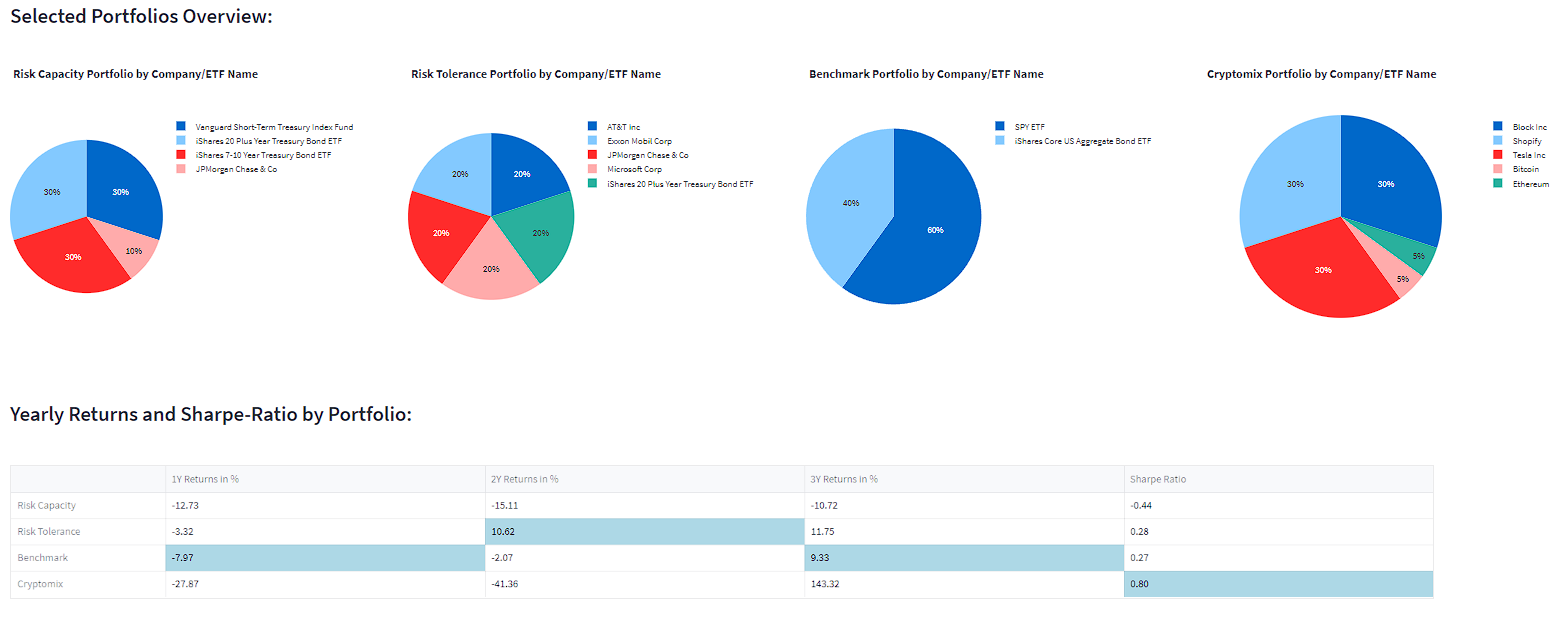 Selected Portfolios Overview:
Risk Capacity Portfolio by Company/ETF Name
Vanguard Short-Term Treasury Index Fund
iShares 20 Plus Year Treasury Bond ETF
iShares 7-10 Year Treasury Bond ETF
JPMorgan Chase & Co
30%
30%
30%
10%
Risk Tolerance Portfolio by Company/ETF Name
AT&T Inc
Exxon Mobil Corp
JPMorgan Chase & Co
Microsoft Corp
iShares 20 Plus Year Treasury Bond ETF
20%
20%
20%
20%
20%
Benchmark Portfolio by Company/ETF Name
SPY ETF
iShares Core US Aggregate Bond ETF
40%
60%
Cryptomix Portfolio by Company/ETF Name
Block Inc
Shopify
Tesla Inc
Bitcoin
Ethereum
30%
30%
30%
5%
5%
Yearly Returns and Sharpe-Ratio by Portfolio:
1Y Returns in % 2Y Returns in % 3Y Returns in % Sharpe Ratio
Risk Capacity -12.73 -15.11 -10.72 -0.44
Risk Tolerance -3.32 10.62 11.75 0.28
Benchmark -7.97 -2.07 9.33 0.27
Cryptomix -27.87 -41.36 143.32 0.80